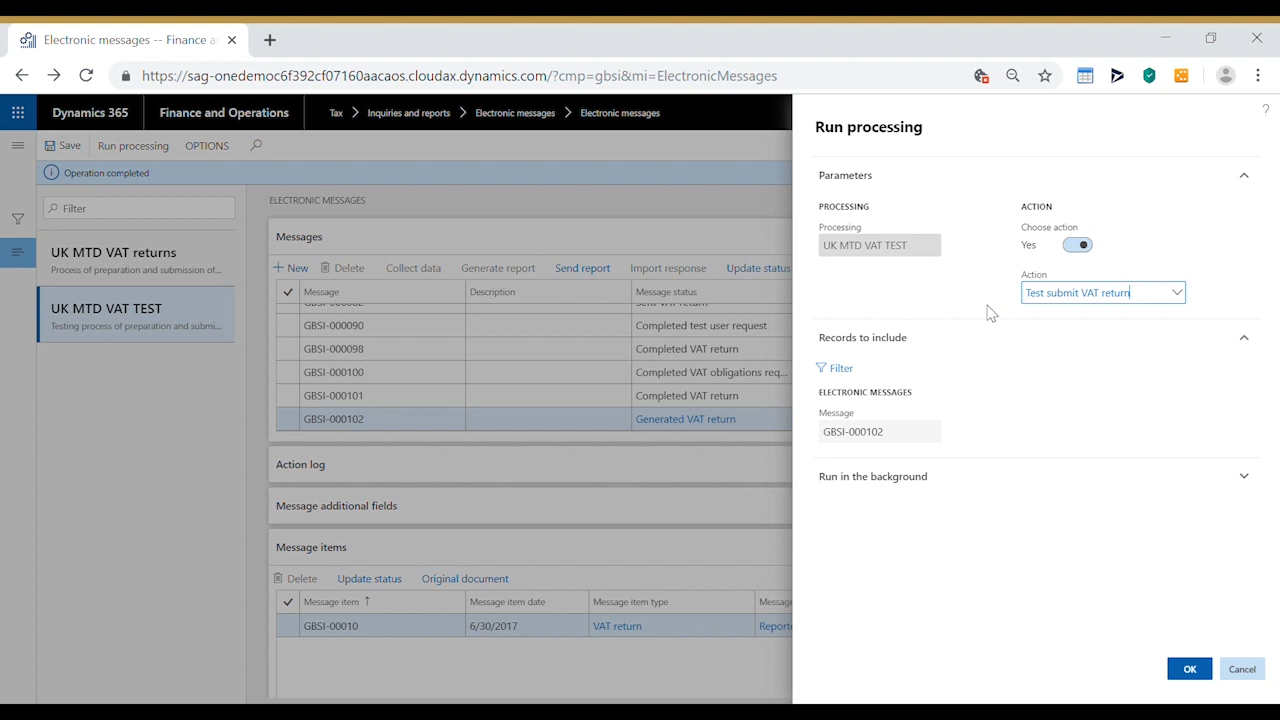 Electronic messages -- Finance a
https://sag-onedemoc6f392cf07160aacaos.cloudax.dynamics.com/?cmp=gbsi&mi=ElectronicMessages
Dynamics 365
Finance and Operations
Tax
Inquiries and reports
Electronic messages
Electronic messages
Save
Run processing
OPTIONS
Operation completed
Filter
UK MTD VAT returns
Process of preparation and submission of...
UK MTD VAT TEST
Testing process of preparation and submi...
ELECTRONIC MESSAGES
Messages
New
Delete
Collect data
Generate report
Send report
Import response
Update status
Message
Description
Message status
GBSI-000090
Completed test user request
GBSI-000098
Completed VAT return
GBSI-000100
Completed VAT obligations req...
GBSI-000101
Completed VAT return
GBSI-000102
Generated VAT return
Action log
Message additional fields
Message items
Delete
Update status
Original document
Message item
Message item date
Message item type
Messag
GBSI-00010
6/30/2017
VAT return
Report
?
Run processing
Parameters
PROCESSING
Processing
UK MTD VAT TEST
ACTION
Choose action
Yes
Action
Test submit VAT return
Records to include
Filter
ELECTRONIC MESSAGES
Message
GBSI-000102
Run in the background
OK
Cancel